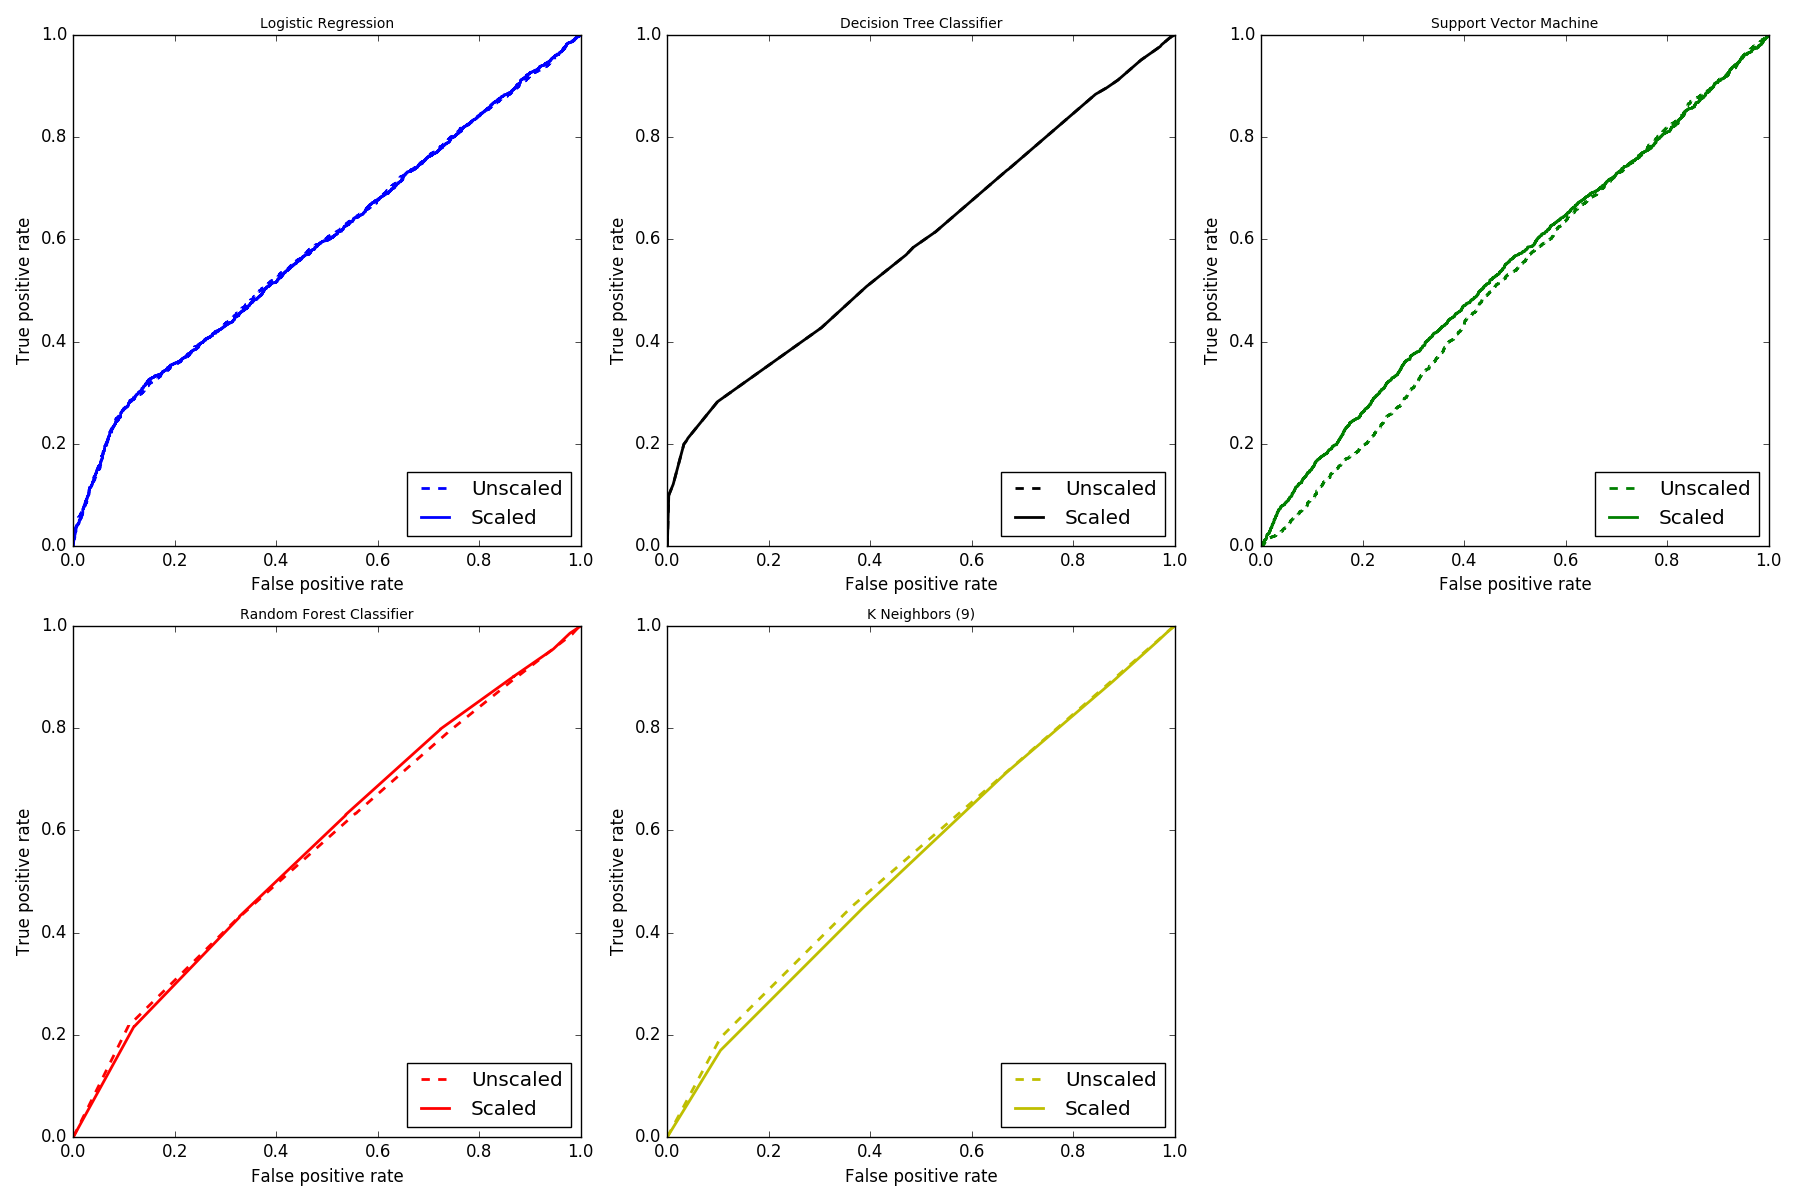 Logistic Regression
1.0
0.8
0.6
0.4
0.2
0.0
True positive rate
0.0 0.2 0.4 0.6 0.8 1.0
False positive rate
Unscaled
Scaled
Decision Tree Classifier
1.0
0.8
0.6
0.4
0.2
0.0
True positive rate
0.0 0.2 0.4 0.6 0.8 1.0
False positive rate
Unscaled
Scaled
Support Vector Machine
1.0
0.8
0.6
0.4
0.2
0.0
True positive rate
0.0 0.2 0.4 0.6 0.8 1.0
False positive rate
Unscaled
Scaled
Random Forest Classifier
1.0
0.8
0.6
0.4
0.2
0.0
True positive rate
0.0 0.2 0.4 0.6 0.8 1.0
False positive rate
Unscaled
Scaled
K Neighbors (9)
1.0
0.8
0.6
0.4
0.2
0.0
True positive rate
0.0 0.2 0.4 0.6 0.8 1.0
False positive rate
Unscaled
Scaled